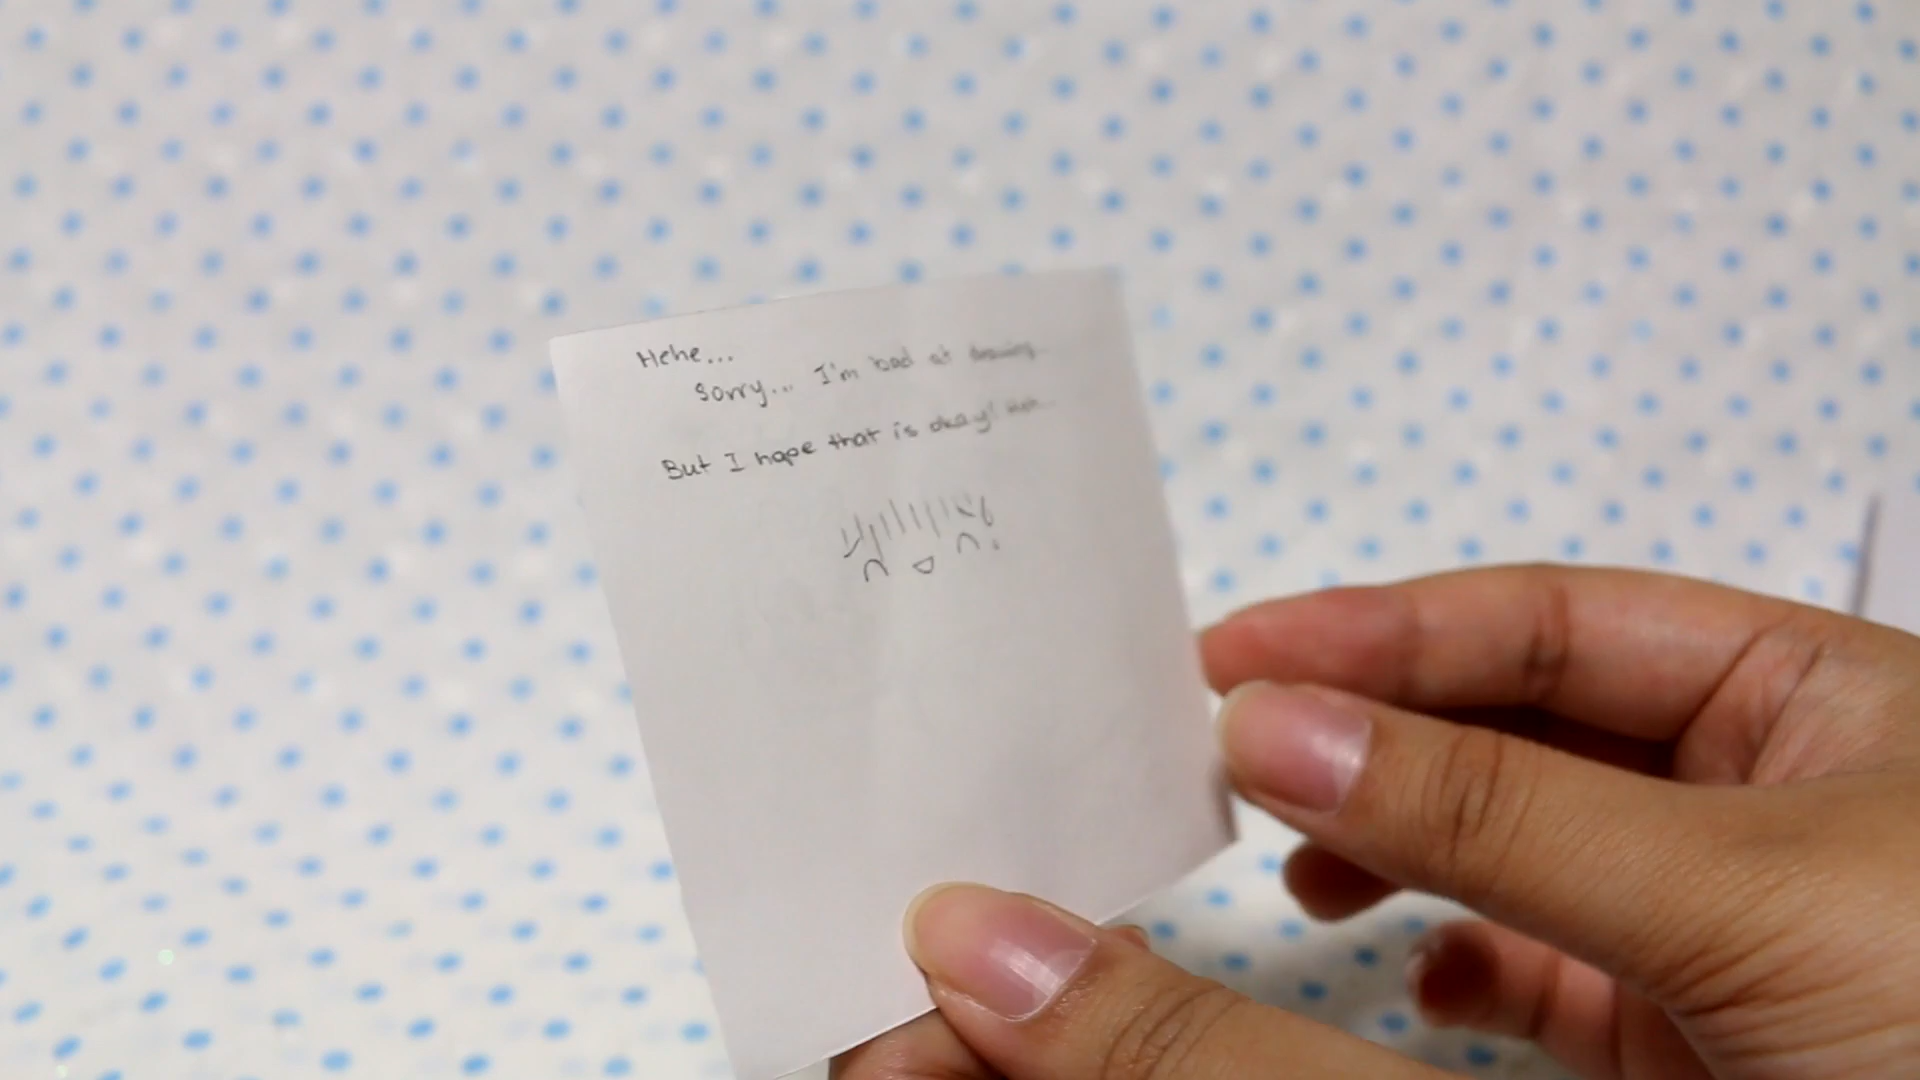 Hehe...
Sorry... I'm bad at drawing...
But I hope that is okay!